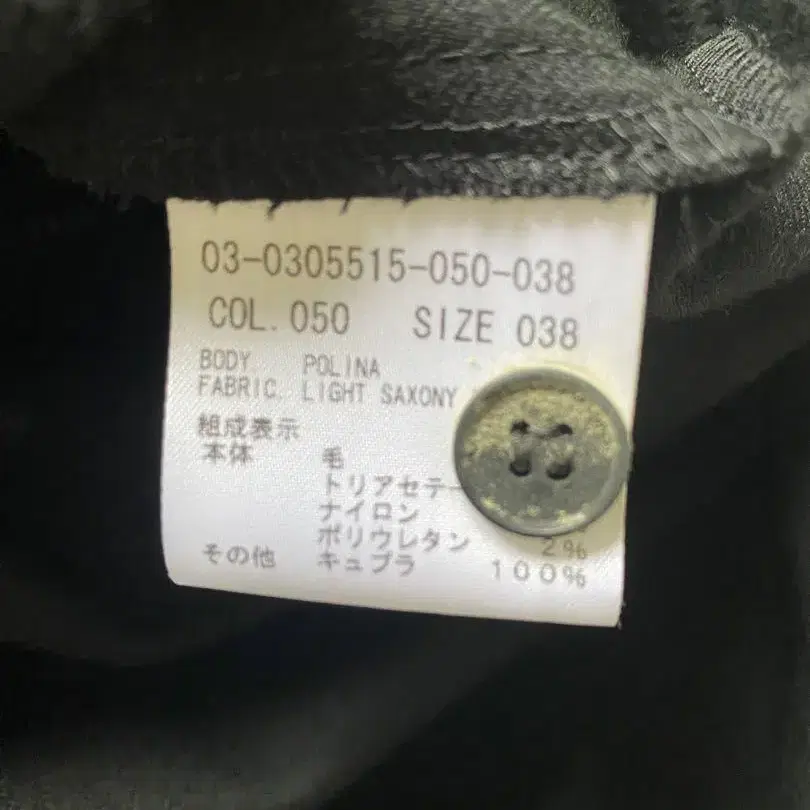 03-0305515-050-038
COL. 050 SIZE 038
BODY. POLINA
FABRIC. LIGHT SAXONY
組成表示
本体 毛
トリアセテー
ナイロン
ポリウレタン 2%
その他 キュプラ 100%